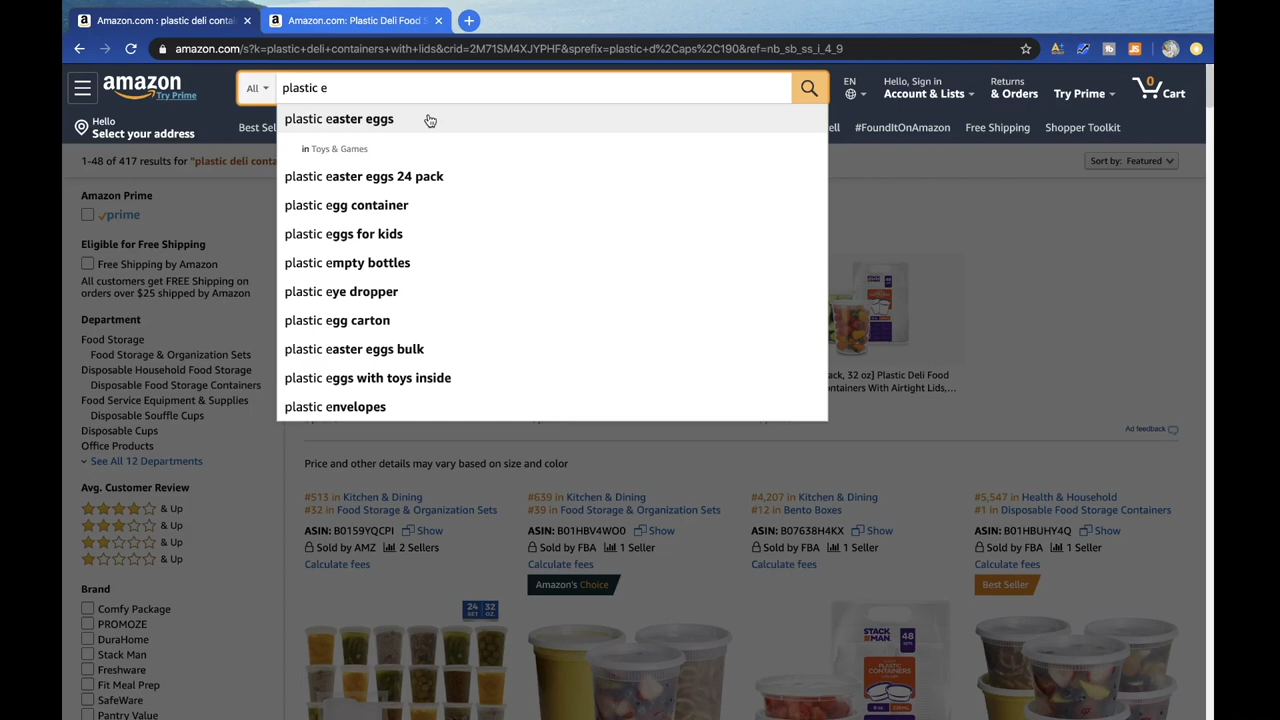 Amazon.com : plastic deli contai
Amazon.com: Plastic Deli Food S
amazon.com/s?k=plastic+deli+containers+with+lids&crid=2M71SM4XJYPHF&sprefix=plastic+d%2Caps%2C190&ref=nb_sb_ss_i_4_9
amazon
Try Prime
All
plastic e
EN
Hello, Sign in
Account & Lists
Returns
& Orders
Try Prime
0
Cart
Hello
Select your address
Best Sel
ell
#FoundItOnAmazon
Free Shipping
Shopper Toolkit
plastic easter eggs
in Toys & Games
plastic easter eggs 24 pack
plastic egg container
plastic eggs for kids
plastic empty bottles
plastic eye dropper
plastic egg carton
plastic easter eggs bulk
plastic eggs with toys inside
plastic envelopes
1-48 of 417 results for "plastic deli conta
Sort by: Featured
Amazon Prime
prime
Eligible for Free Shipping
Free Shipping by Amazon
All customers get FREE Shipping on
orders over $25 shipped by Amazon
Department
Food Storage
Food Storage & Organization Sets
Disposable Household Food Storage
Disposable Food Storage Containers
Food Service Equipment & Supplies
Disposable Souffle Cups
Disposable Cups
Office Products
See All 12 Departments
Avg. Customer Review
& Up
& Up
& Up
& Up
Brand
Comfy Package
PROMOZE
DuraHome
Stack Man
Freshware
Fit Meal Prep
SafeWare
Pantry Value
ack, 32 oz] Plastic Deli Food
ntainers With Airtight Lids,...
Ad feedback
Price and other details may vary based on size and color
#513 in Kitchen & Dining
#32 in Food Storage & Organization Sets
ASIN: B0159YQCPI Show
Sold by AMZ 2 Sellers
Calculate fees
#639 in Kitchen & Dining
#39 in Food Storage & Organization Sets
ASIN: B01HBV4WO0 Show
Sold by FBA 1 Seller
Calculate fees
Amazon's Choice
#4,207 in Kitchen & Dining
#12 in Bento Boxes
ASIN: B07638H4KX Show
Sold by FBA 1 Seller
Calculate fees
#5,547 in Health & Household
#1 in Disposable Food Storage Containers
ASIN: B01HBUHY4Q Show
Sold by FBA 1 Seller
Calculate fees
Best Seller
24 32
SET OZ
STACK
MAN
48
SETS
PLASTIC
CONTAINERS